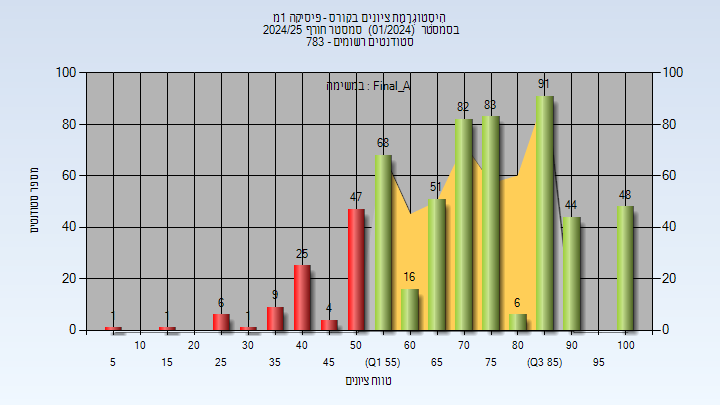 היסטוגרמת ציונים בקורס - פיסיקה 1מ
בסמסטר (01/2024) סמסטר חורף 2024/25
סטודנטים רשומים - 783
במשימה : Final_A
מספר סטודנטים
100 80 60 40 20 0
100 80 60 40 20 0
1 1 6 1 9 25 4 47 68 16 51 82 83 6 91 44 48
10 20 30 40 50 60 70 80 90 100
5 15 25 35 45 (Q1 55) 65 75 (Q3 85) 95
טווח ציונים